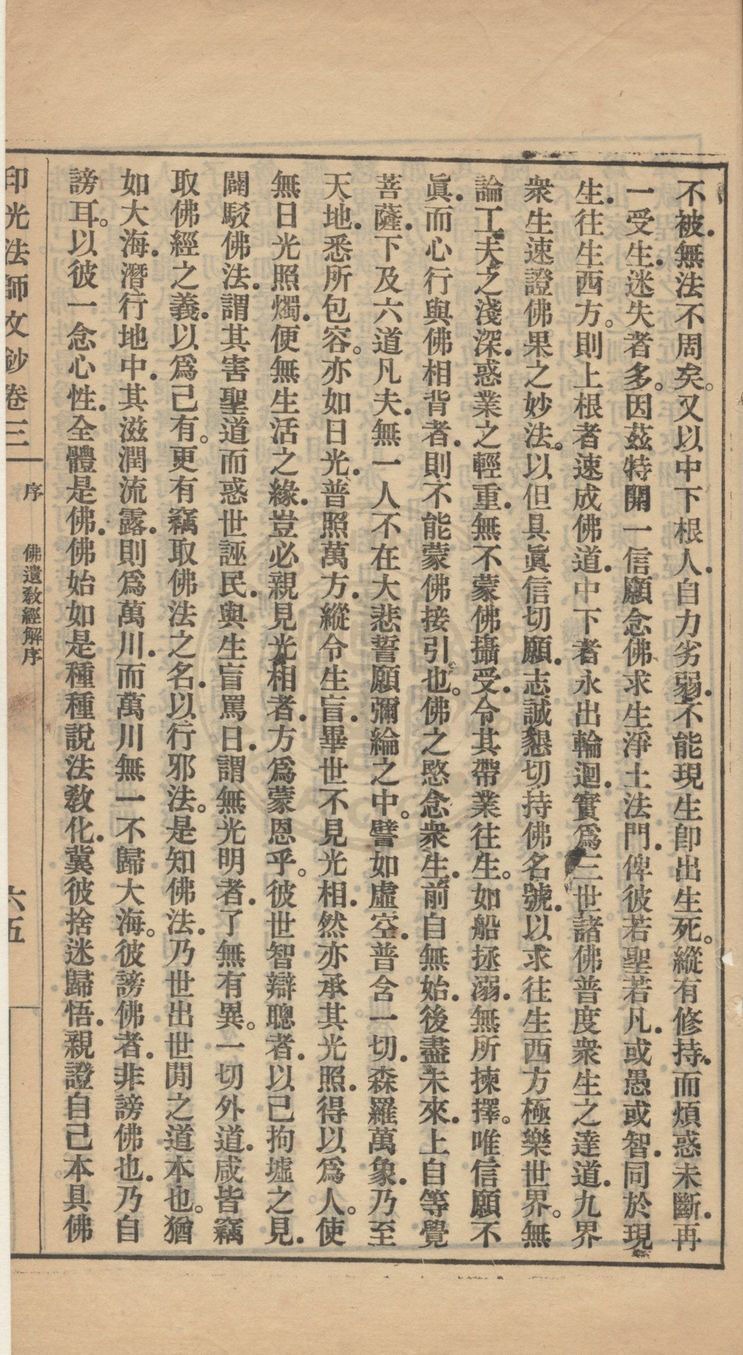 不被無法不周矣。又以中下根人.自力劣弱.不能現生卽出生死。縱有修持.而煩惑未斷.再
一受生.迷失者多。因茲特開一信願念佛求生淨土法門.俾彼若聖若凡.或愚或智.同於現
生.往生西方。則上根者速成佛道.中下者永出輪迴.實爲三世諸佛普度衆生之達道.九界
衆生速證佛果之妙法。以但具眞信切願.志誠懇切持佛名號.以求往生西方極樂世界。無
論工夫之淺深.惑業之輕重.無不蒙佛攝受.令其帶業往生。如船拯溺.無所揀擇。唯信願不
眞.而心行與佛相背者.則不能蒙佛接引也。佛之愍念衆生.前自無始.後盡未來.上自等覺
菩薩.下及六道凡夫.無一人不在大悲誓願彌綸之中。譬如虛空.普含一切.森羅萬象.乃至
天地.悉所包容。亦如日光.普照萬方.縱令生盲.畢世不見光相.然亦承其光照.得以爲人。使
無日光照燭.便無生活之緣.豈必親見光相者.方爲蒙恩乎。彼世智辯聰者.以己拘墟之見.
闢駁佛法.謂其害聖道而惑世誣民.與生盲罵日.謂無光明者.了無有異。一切外道.咸皆竊
取佛經之義.以爲己有。更有竊取佛法之名.以行邪法。是知佛法.乃世出世閒之道本也。猶
如大海.潛行地中.其滋潤流露.則爲萬川.而萬川無一不歸大海。彼謗佛者.非謗佛也.乃自
謗耳。以彼一念心性.全體是佛.佛始如是種種說法敎化.冀彼捨迷歸悟.親證自己本具佛
印光法師文鈔卷三 序 佛遺敎經解序 六五